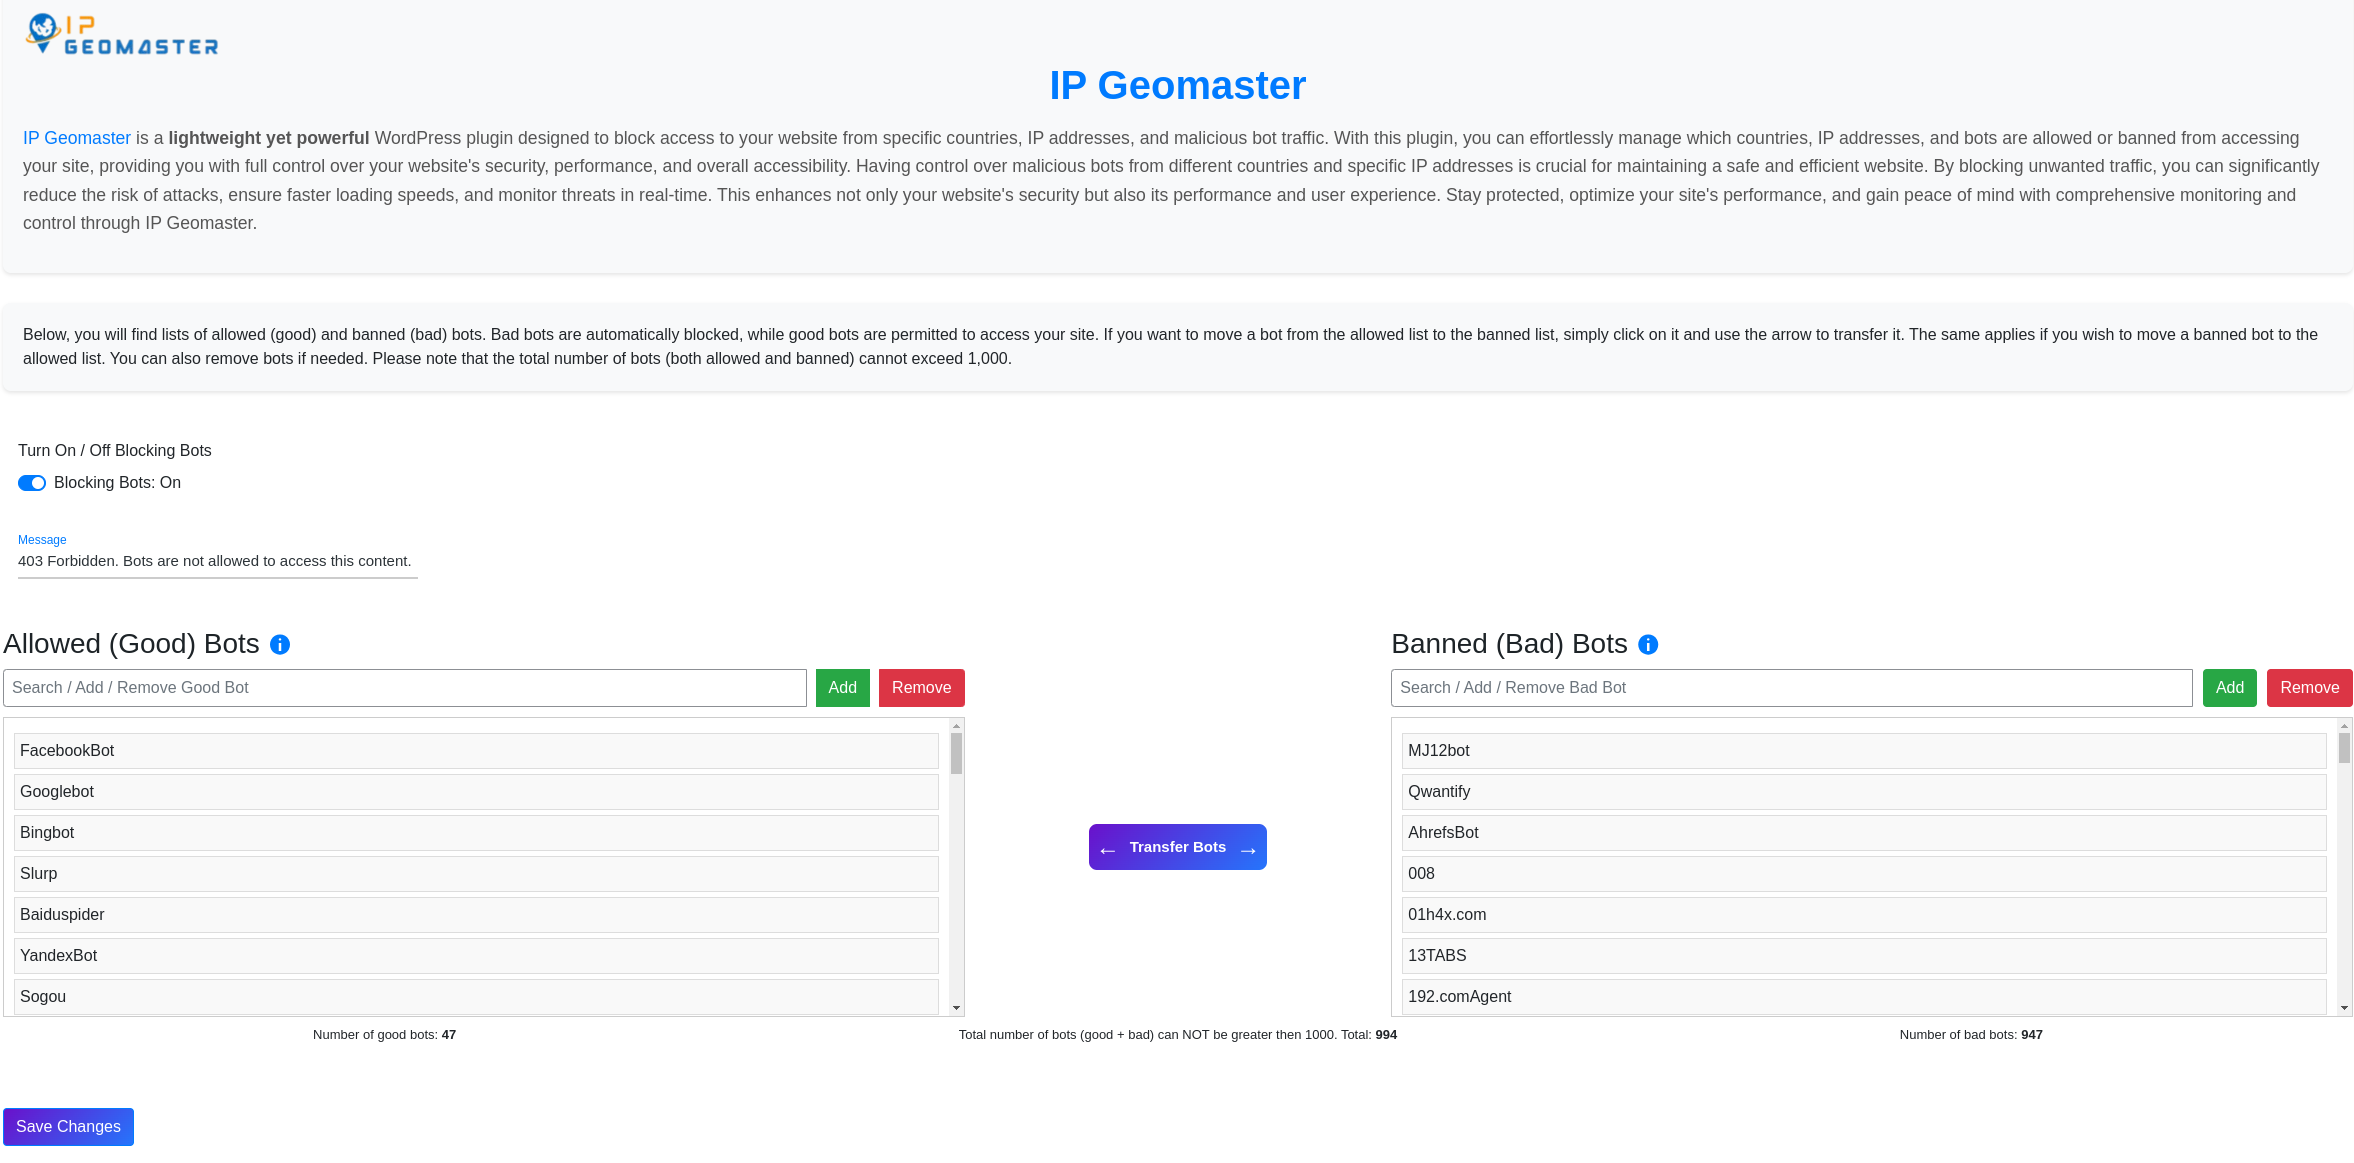 IP
GEOMASTER
IP Geomaster
IP Geomaster is a lightweight yet powerful WordPress plugin designed to block access to your website from specific countries, IP addresses, and malicious bot traffic. With this plugin, you can effortlessly manage which countries, IP addresses, and bots are allowed or banned from accessing
your site, providing you with full control over your website's security, performance, and overall accessibility. Having control over malicious bots from different countries and specific IP addresses is crucial for maintaining a safe and efficient website. By blocking unwanted traffic, you can significantly
reduce the risk of attacks, ensure faster loading speeds, and monitor threats in real-time. This enhances not only your website's security but also its performance and user experience. Stay protected, optimize your site's performance, and gain peace of mind with comprehensive monitoring and
control through IP Geomaster.
Below, you will find lists of allowed (good) and banned (bad) bots. Bad bots are automatically blocked, while good bots are permitted to access your site. If you want to move a bot from the allowed list to the banned list, simply click on it and use the arrow to transfer it. The same applies if you wish to move a banned bot to the
allowed list. You can also remove bots if needed. Please note that the total number of bots (both allowed and banned) cannot exceed 1,000.
Turn On / Off Blocking Bots
Blocking Bots: On
Message
403 Forbidden. Bots are not allowed to access this content.
Allowed (Good) Bots
Search / Add / Remove Good Bot
Add
Remove
FacebookBot
Googlebot
Bingbot
Slurp
Baiduspider
YandexBot
Sogou
Number of good bots: 47
← Transfer Bots →
Total number of bots (good + bad) can NOT be greater then 1000. Total: 994
Banned (Bad) Bots
Search / Add / Remove Bad Bot
Add
Remove
MJ12bot
Qwantify
AhrefsBot
008
01h4x.com
13TABS
192.comAgent
Number of bad bots: 947
Save Changes